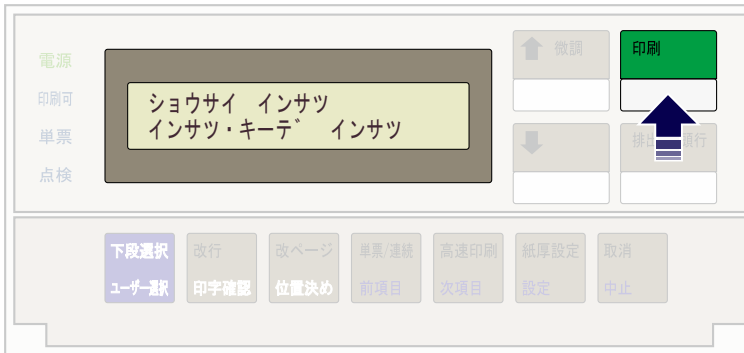 電源
印刷可
単票
点検
ショウサイ　インサツ
インサツ・キーデ゛　インサツ
微調
印刷
排出 頭行
下段選択
ユーザー選択
改行
印字確認
改ページ
位置決め
単票/連続
前項目
高速印刷
次項目
紙厚設定
設定
取消
中止